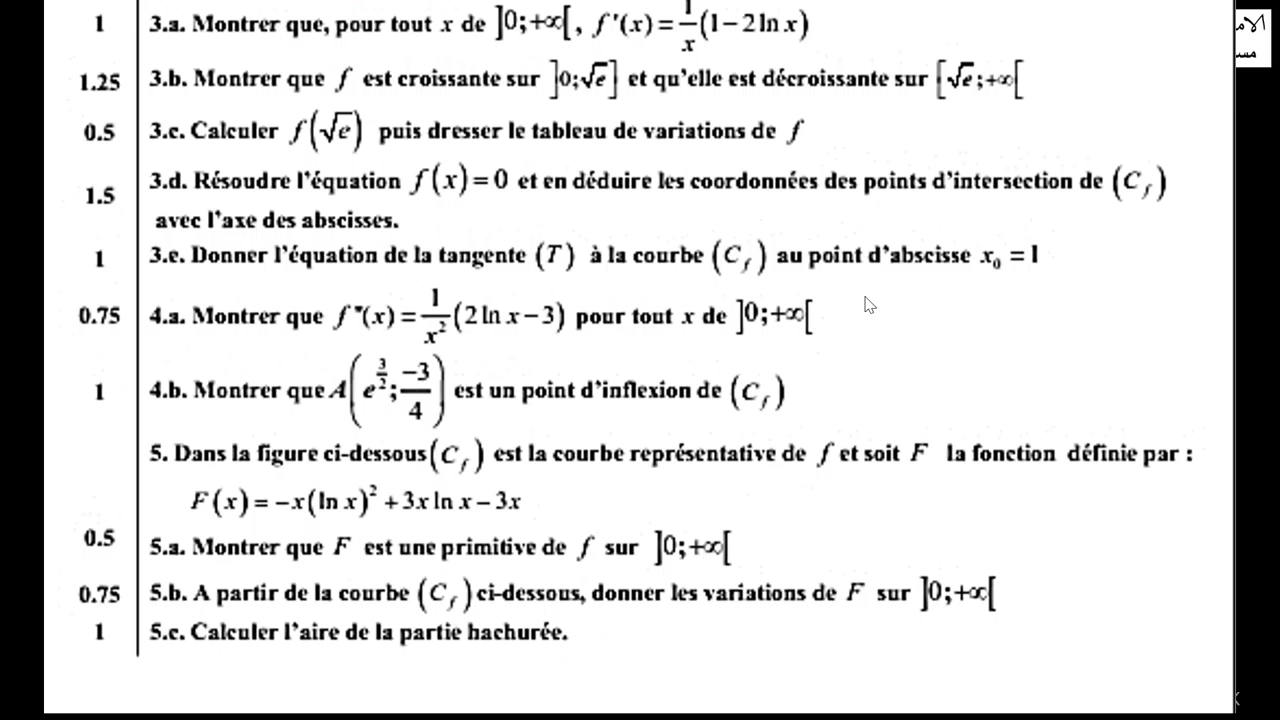 1 3.a. Montrer que, pour tout x de ]0;+∞[, f'(x) = 1/x (1 − 2 ln x)
1.25 3.b. Montrer que f est croissante sur ]0;√e] et qu'elle est décroissante sur [√e;+∞[
0.5 3.c. Calculer f(√e) puis dresser le tableau de variations de f
1.5 3.d. Résoudre l'équation f(x) = 0 et en déduire les coordonnées des points d'intersection de (C_f)
avec l'axe des abscisses.
1 3.e. Donner l'équation de la tangente (T) à la courbe (C_f) au point d'abscisse x₀ = 1
0.75 4.a. Montrer que f''(x) = 1/x² (2 ln x − 3) pour tout x de ]0;+∞[
1 4.b. Montrer que A(e^(3/2); −3/4) est un point d'inflexion de (C_f)
5. Dans la figure ci-dessous (C_f) est la courbe représentative de f et soit F la fonction définie par :
F(x) = −x(ln x)² + 3x ln x − 3x
0.5 5.a. Montrer que F est une primitive de f sur ]0;+∞[
0.75 5.b. A partir de la courbe (C_f) ci-dessous, donner les variations de F sur ]0;+∞[
1 5.c. Calculer l'aire de la partie hachurée.